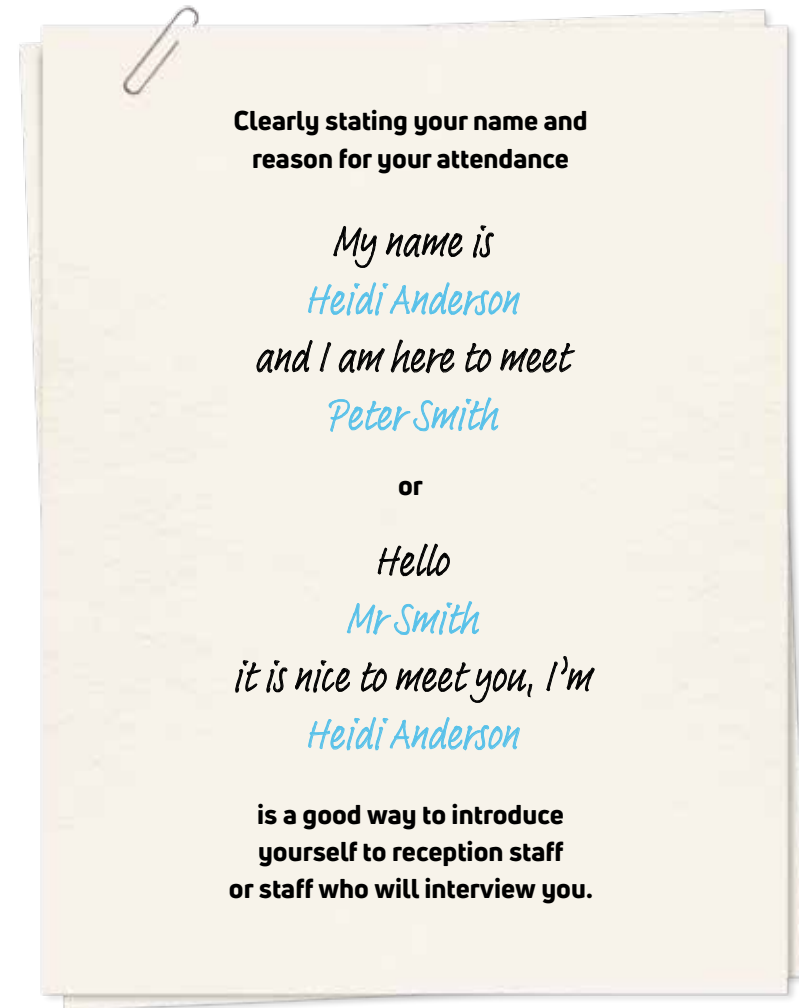 Clearly stating your name and
reason for your attendance
My name is
Heidi Anderson
and I am here to meet
Peter Smith
or
Hello
Mr Smith
it is nice to meet you, I’m
Heidi Anderson
is a good way to introduce
yourself to reception staff
or staff who will interview you.